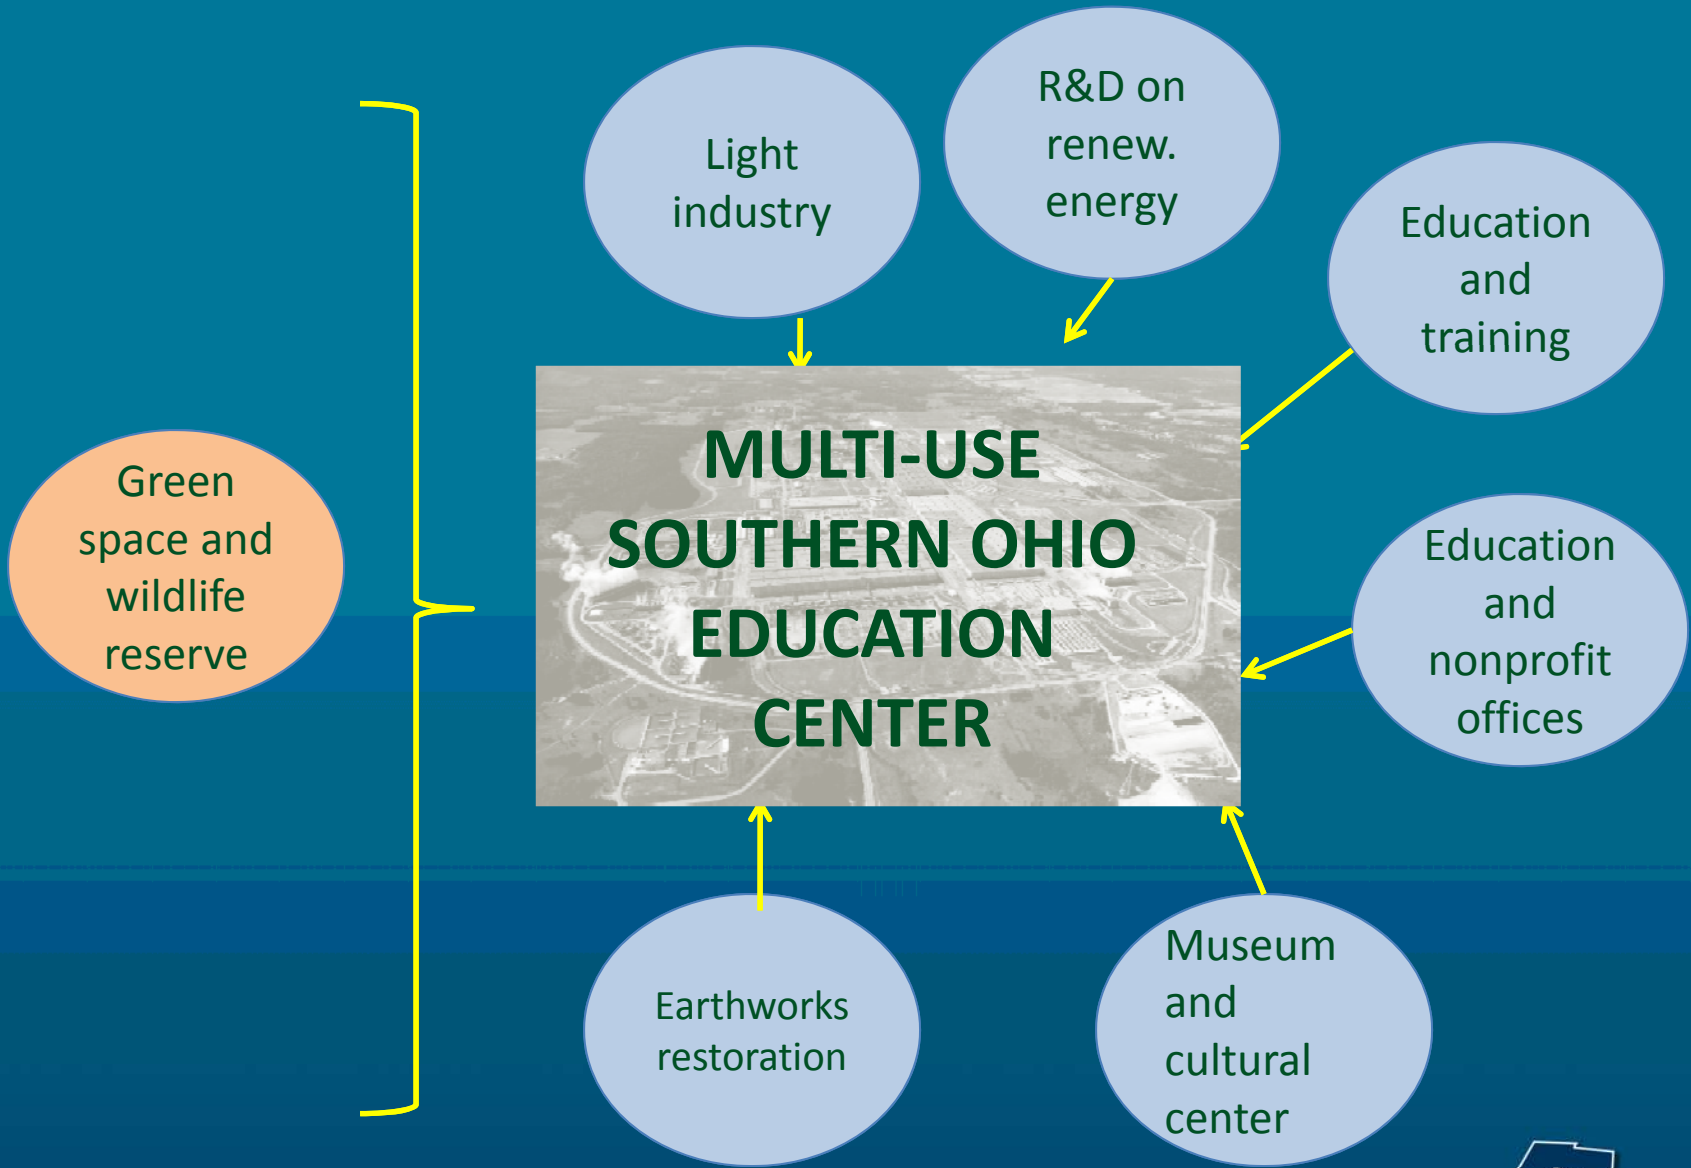 Light
industry
R&D on
renew.
energy
Education
and
training
Green
space and
wildlife
reserve
MULTI-USE
SOUTHERN OHIO
EDUCATION
CENTER
Education
and
nonprofit
offices
Earthworks
restoration
Museum
and
cultural
center